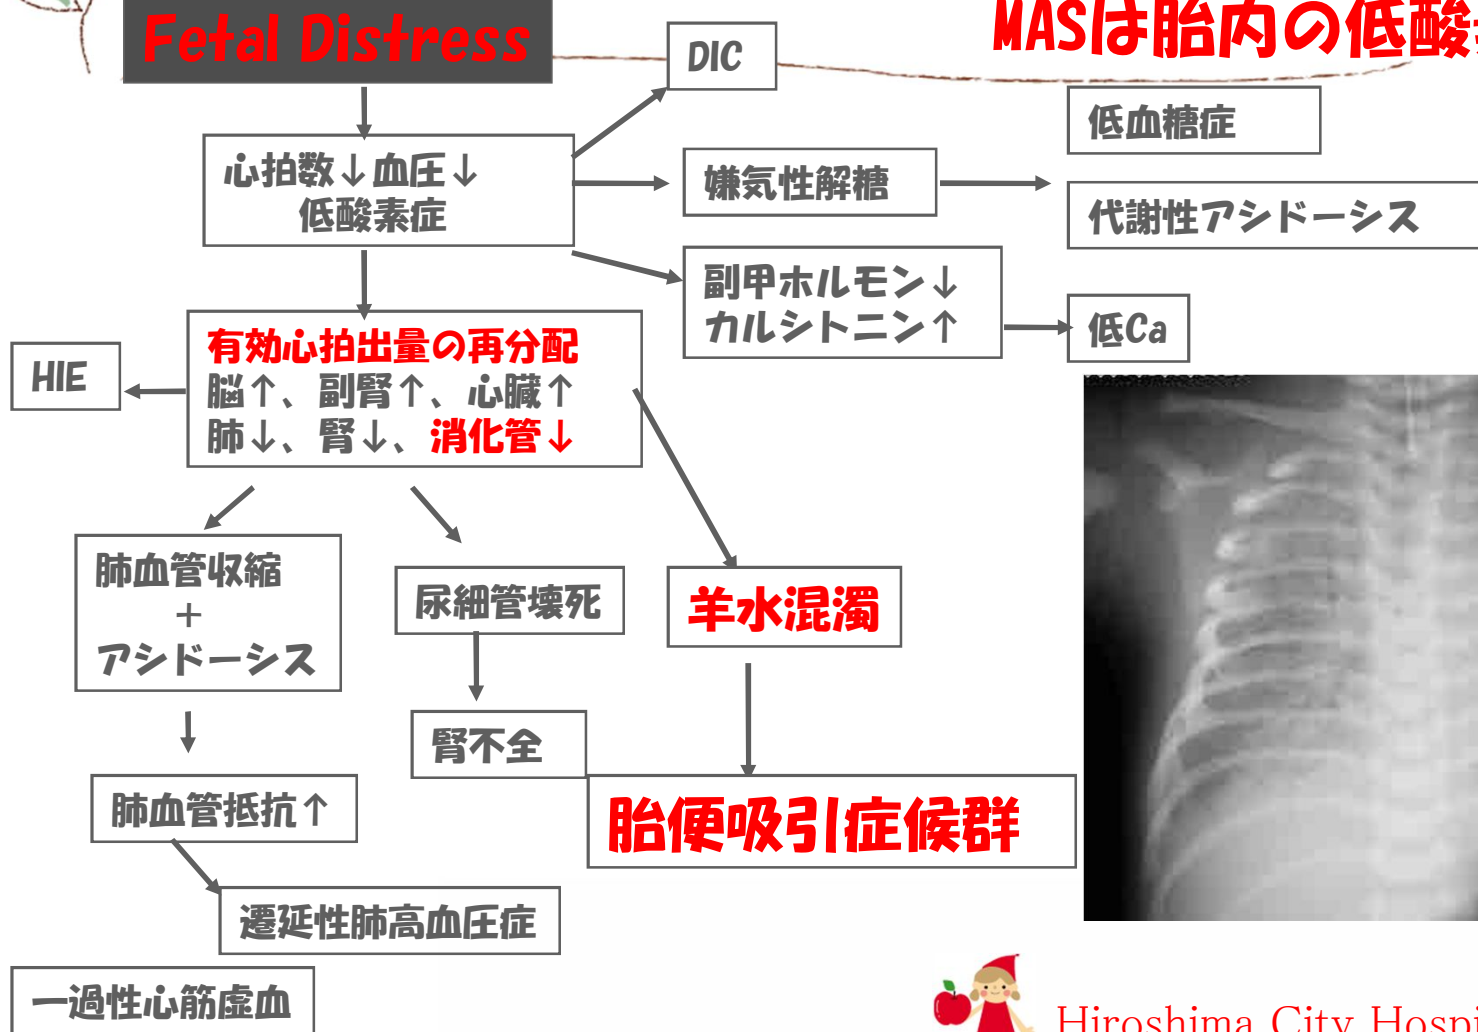 Fetal Distress
MASは胎内の低酸
DIC
低血糖症
心拍数↓血圧↓
低酸素症
嫌気性解糖
代謝性アシドーシス
副甲ホルモン↓
カルシトニン↑
低Ca
有効心拍出量の再分配
脳↑、副腎↑、心臓↑
肺↓、腎↓、消化管↓
HIE
肺血管収縮
+
アシドーシス
尿細管壊死
羊水混濁
腎不全
肺血管抵抗↑
胎便吸引症候群
遷延性肺高血圧症
一過性心筋虚血
Hiroshima City Hospi